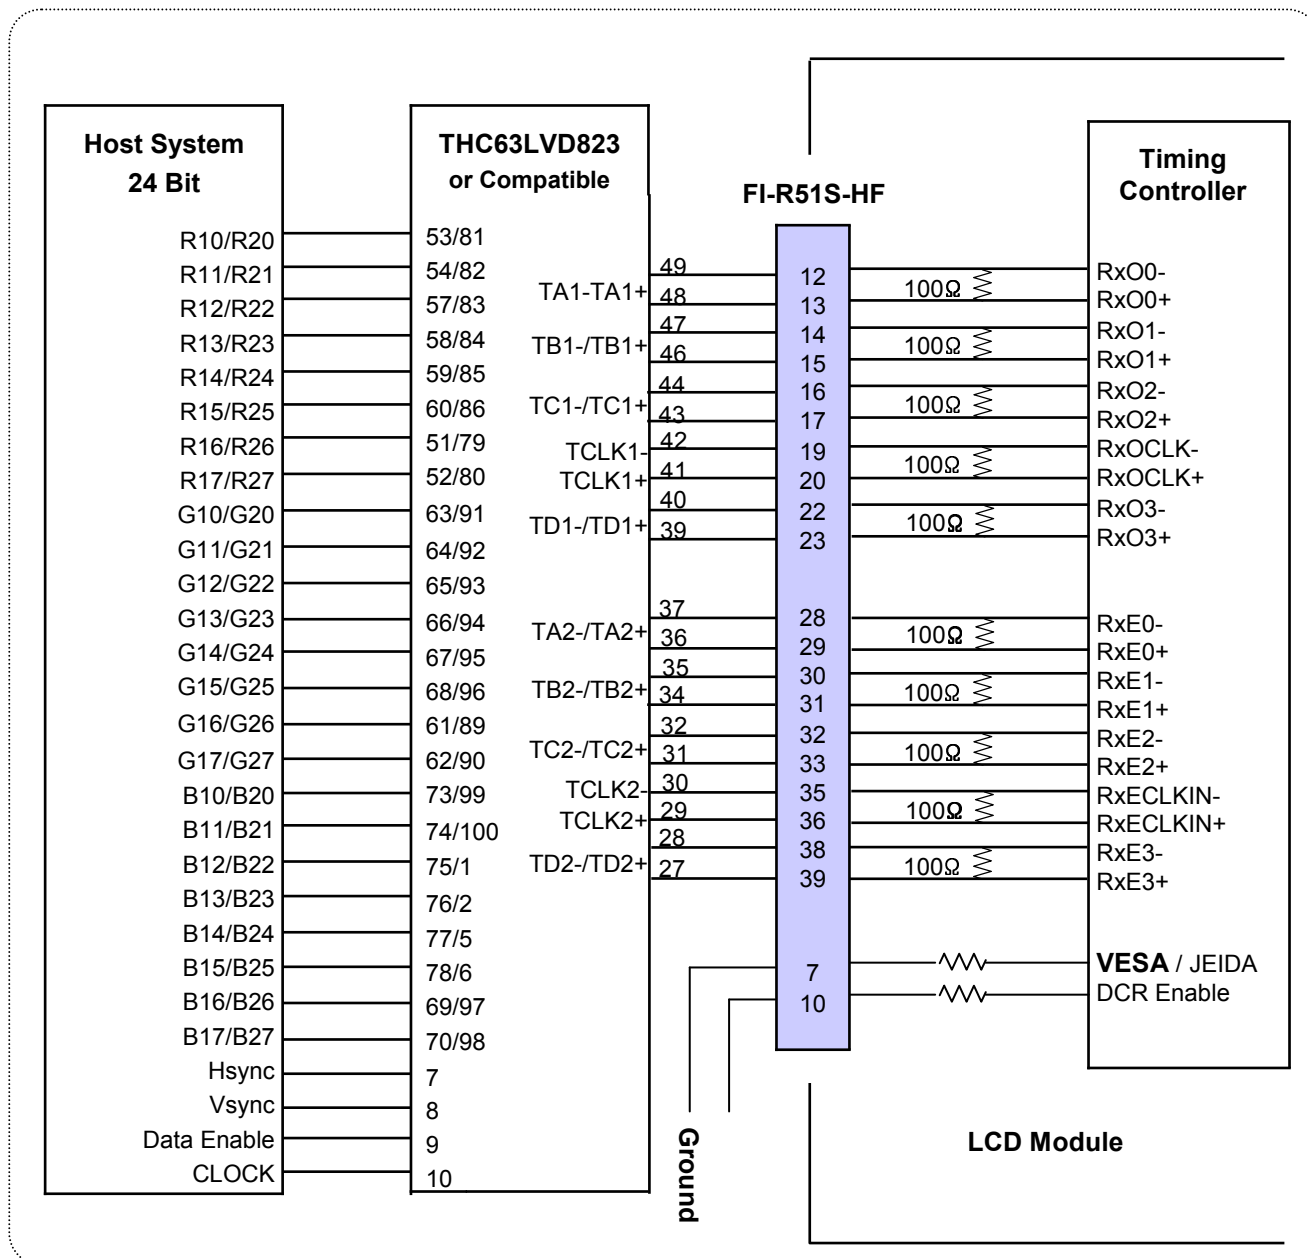 Host System
24 Bit
R10/R20
R11/R21
R12/R22
R13/R23
R14/R24
R15/R25
R16/R26
R17/R27
G10/G20
G11/G21
G12/G22
G13/G23
G14/G24
G15/G25
G16/G26
G17/G27
B10/B20
B11/B21
B12/B22
B13/B23
B14/B24
B15/B25
B16/B26
B17/B27
Hsync
Vsync
Data Enable
CLOCK
THC63LVD823
or Compatible
53/81
54/82
57/83
58/84
59/85
60/86
51/79
52/80
63/91
64/92
65/93
66/94
67/95
68/96
61/89
62/90
73/99
74/100
75/1
76/2
77/5
78/6
69/97
70/98
7
8
9
10
TA1-TA1+
TB1-/TB1+
TC1-/TC1+
TCLK1-
TCLK1+
TD1-/TD1+
TA2-/TA2+
TB2-/TB2+
TC2-/TC2+
TCLK2-
TCLK2+
TD2-/TD2+
49
48
47
46
44
43
42
41
40
39
37
36
35
34
32
31
30
29
28
27
FI-R51S-HF
12
13
14
15
16
17
19
20
22
23
28
29
30
31
32
33
35
36
38
39
7
10
Ground
100Ω
100Ω
100Ω
100Ω
100Ω
100Ω
100Ω
100Ω
100Ω
100Ω
Timing
Controller
RxO0-
RxO0+
RxO1-
RxO1+
RxO2-
RxO2+
RxOCLK-
RxOCLK+
RxO3-
RxO3+
RxE0-
RxE0+
RxE1-
RxE1+
RxE2-
RxE2+
RxECLKIN-
RxECLKIN+
RxE3-
RxE3+
VESA / JEIDA
DCR Enable
LCD Module